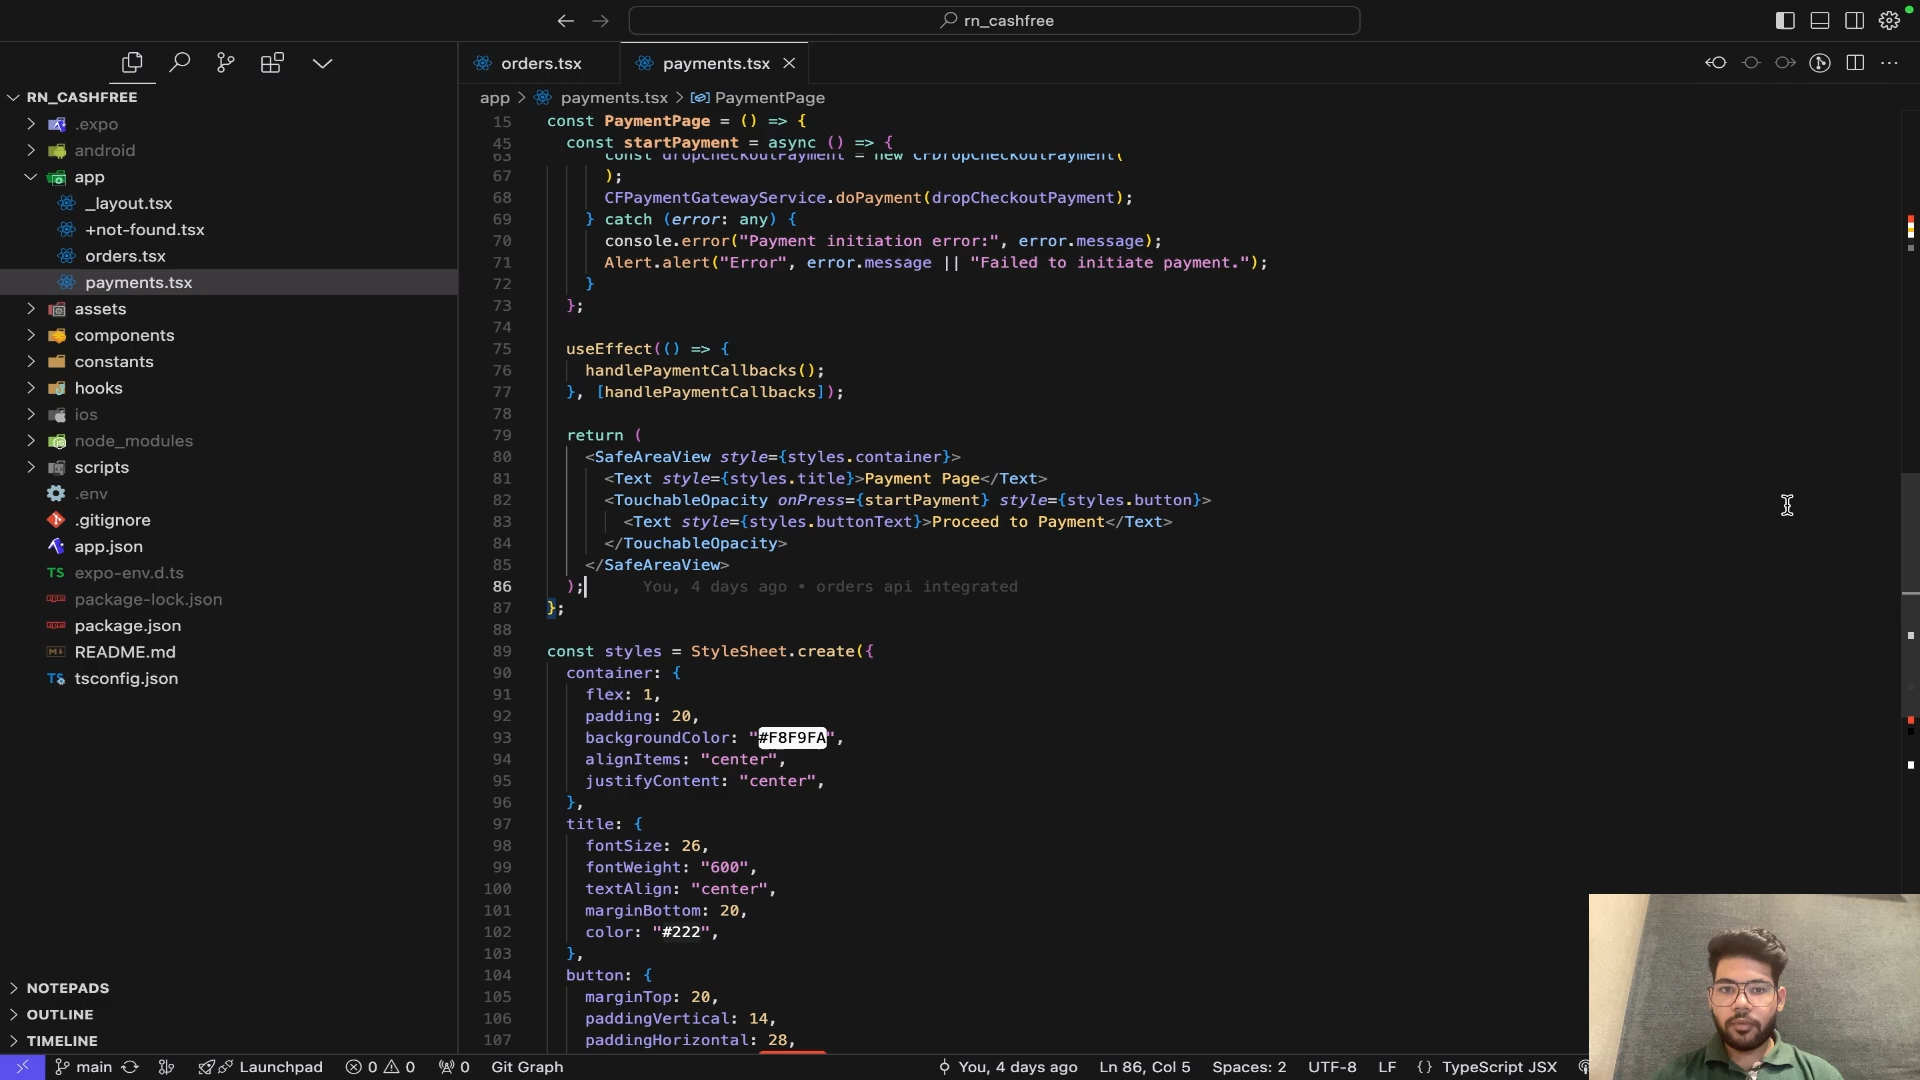 rn_cashfree
orders.tsx
payments.tsx
RN_CASHFREE
.expo
android
app
_layout.tsx
+not-found.tsx
orders.tsx
payments.tsx
assets
components
constants
hooks
ios
node_modules
scripts
.env
.gitignore
app.json
TS expo-env.d.ts
package-lock.json
package.json
README.md
TS tsconfig.json
NOTEPADS
OUTLINE
TIMELINE
app > payments.tsx > PaymentPage
15 const PaymentPage = () => {
45 const startPayment = async () => {
63 const dropCheckoutPayment = new CFDropCheckoutPayment(
67 );
68 CFPaymentGatewayService.doPayment(dropCheckoutPayment);
69 } catch (error: any) {
70 console.error("Payment initiation error:", error.message);
71 Alert.alert("Error", error.message || "Failed to initiate payment.");
72 }
73 };
74
75 useEffect(() => {
76 handlePaymentCallbacks();
77 }, [handlePaymentCallbacks]);
78
79 return (
80 <SafeAreaView style={styles.container}>
81 <Text style={styles.title}>Payment Page</Text>
82 <TouchableOpacity onPress={startPayment} style={styles.button}>
83 <Text style={styles.buttonText}>Proceed to Payment</Text>
84 </TouchableOpacity>
85 </SafeAreaView>
86 ); You, 4 days ago • orders api integrated
87 };
88
89 const styles = StyleSheet.create({
90 container: {
91 flex: 1,
92 padding: 20,
93 backgroundColor: "#F8F9FA",
94 alignItems: "center",
95 justifyContent: "center",
96 },
97 title: {
98 fontSize: 26,
99 fontWeight: "600",
100 textAlign: "center",
101 marginBottom: 20,
102 color: "#222",
103 },
104 button: {
105 marginTop: 20,
106 paddingVertical: 14,
107 paddingHorizontal: 28,
main Launchpad 0 0 0 Git Graph You, 4 days ago Ln 86, Col 5 Spaces: 2 UTF-8 LF {} TypeScript JSX